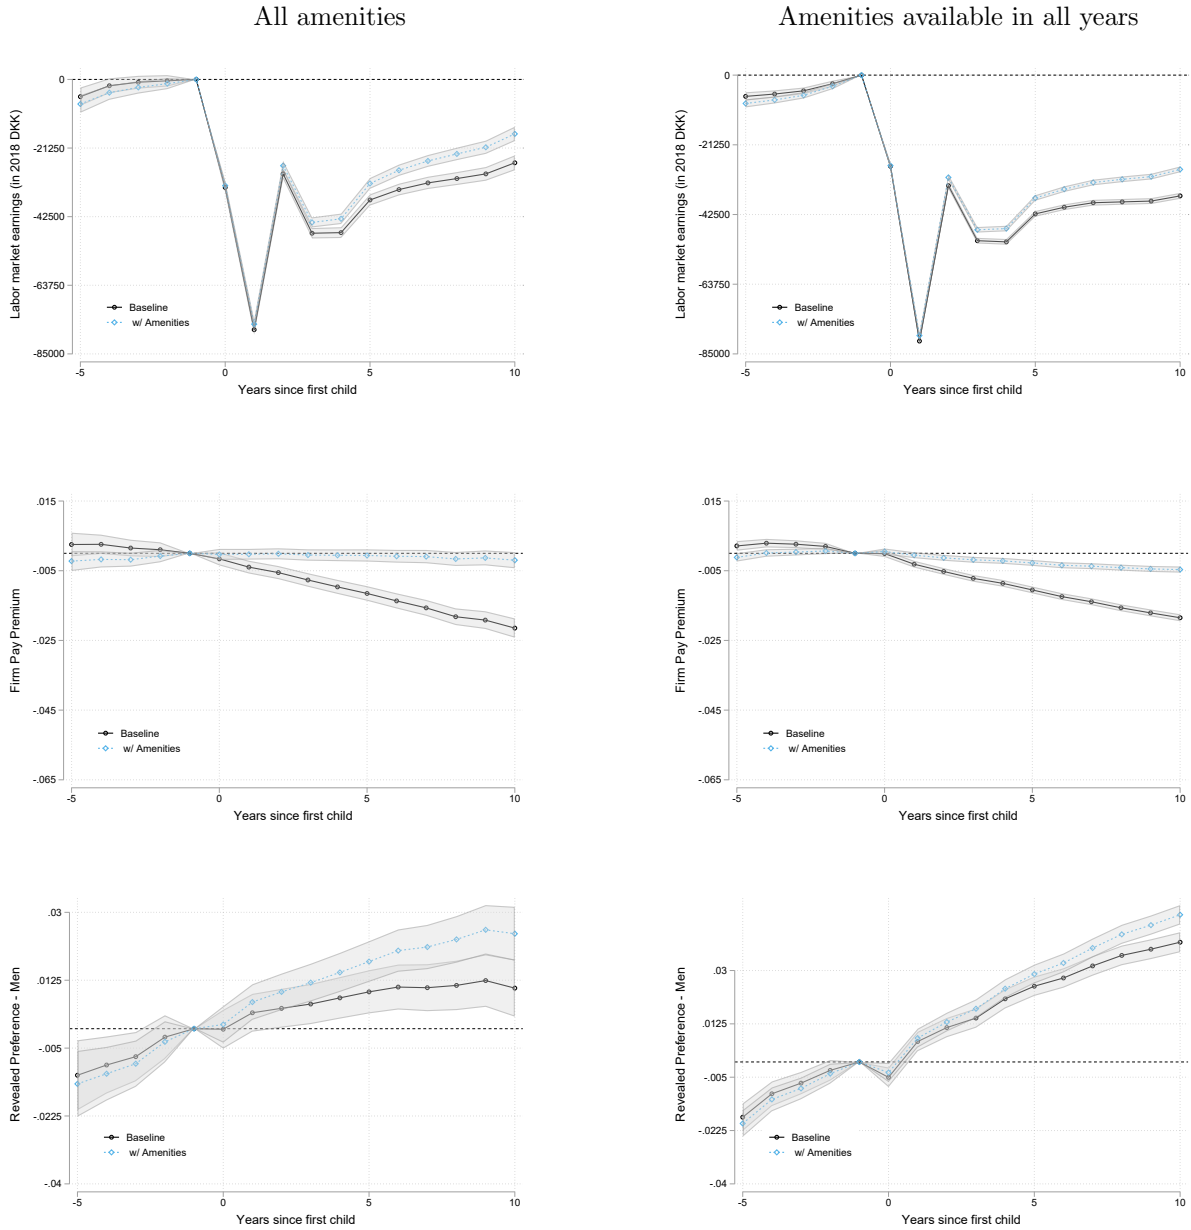 All amenities
Amenities available in all years
Labor market earnings (in 2018 DKK)
0
-21250
-42500
-63750
-85000
Baseline
w/ Amenities
-5 0 5 10
Years since first child
Labor market earnings (in 2018 DKK)
0
-21250
-42500
-63750
-85000
Baseline
w/ Amenities
-5 0 5 10
Years since first child
Firm Pay Premium
.015
-.005
-.025
-.045
-.065
Baseline
w/ Amenities
-5 0 5 10
Years since first child
Firm Pay Premium
.015
-.005
-.025
-.045
-.065
Baseline
w/ Amenities
-5 0 5 10
Years since first child
Revealed Preference - Men
.03
.0125
-.005
-.0225
-.04
Baseline
w/ Amenities
-5 0 5 10
Years since first child
Revealed Preference - Men
.03
.0125
-.005
-.0225
-.04
Baseline
w/ Amenities
-5 0 5 10
Years since first child